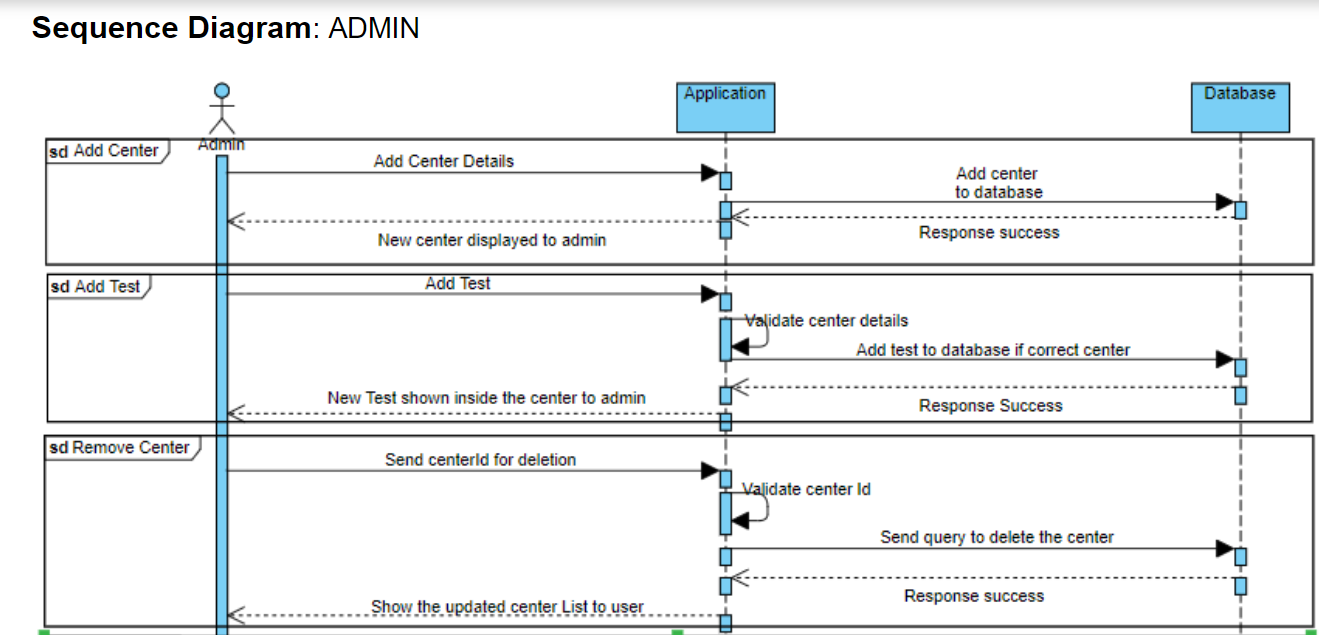 Sequence Diagram: ADMIN
Application
Database
Admin
sd Add Center
Add Center Details
Add center
to database
Response success
New center displayed to admin
sd Add Test
Add Test
Validate center details
Add test to database if correct center
New Test shown inside the center to admin
Response Success
sd Remove Center
Send centerId for deletion
Validate center Id
Send query to delete the center
Response success
Show the updated center List to user